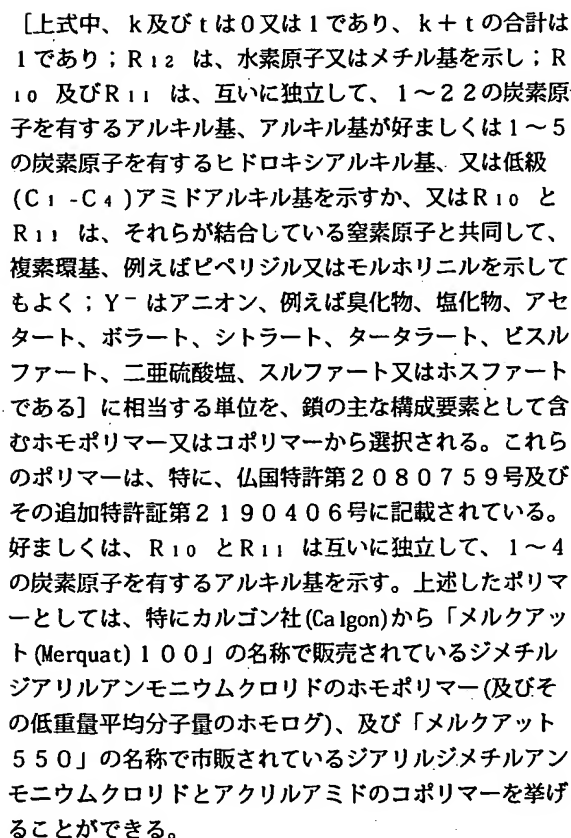 ［上式中、ｋ及びｔは０又は１であり、ｋ＋ｔの合計は
１であり；Ｒ12 は、水素原子又はメチル基を示し；Ｒ
10 及びＲ11 は、互いに独立して、１～２２の炭素原
子を有するアルキル基、アルキル基が好ましくは１～５
の炭素原子を有するヒドロキシアルキル基、又は低級
(Ｃ1 -Ｃ4 )アミドアルキル基を示すか、又はＲ10 と
Ｒ11 は、それらが結合している窒素原子と共同して、
複素環基、例えばピペリジル又はモルホリニルを示して
もよく；Ｙ⁻ はアニオン、例えば臭化物、塩化物、アセ
タート、ボラート、シトラート、タータラート、ビスル
ファート、二亜硫酸塩、スルファート又はホスファート
である］に相当する単位を、鎖の主な構成要素として含
むホモポリマー又はコポリマーから選択される。これら
のポリマーは、特に、仏国特許第２０８０７５９号及び
その追加特許証第２１９０４０６号に記載されている。
好ましくは、Ｒ10 とＲ11 は互いに独立して、１～４
の炭素原子を有するアルキル基を示す。上述したポリマ
ーとしては、特にカルゴン社(Calgon)から「メルクアッ
ト(Merquat)１００」の名称で販売されているジメチル
ジアリルアンモニウムクロリドのホモポリマー(及びそ
の低重量平均分子量のホモログ)、及び「メルクアット
５５０」の名称で市販されているジアリルジメチルアン
モニウムクロリドとアクリルアミドのコポリマーを挙げ
ることができる。